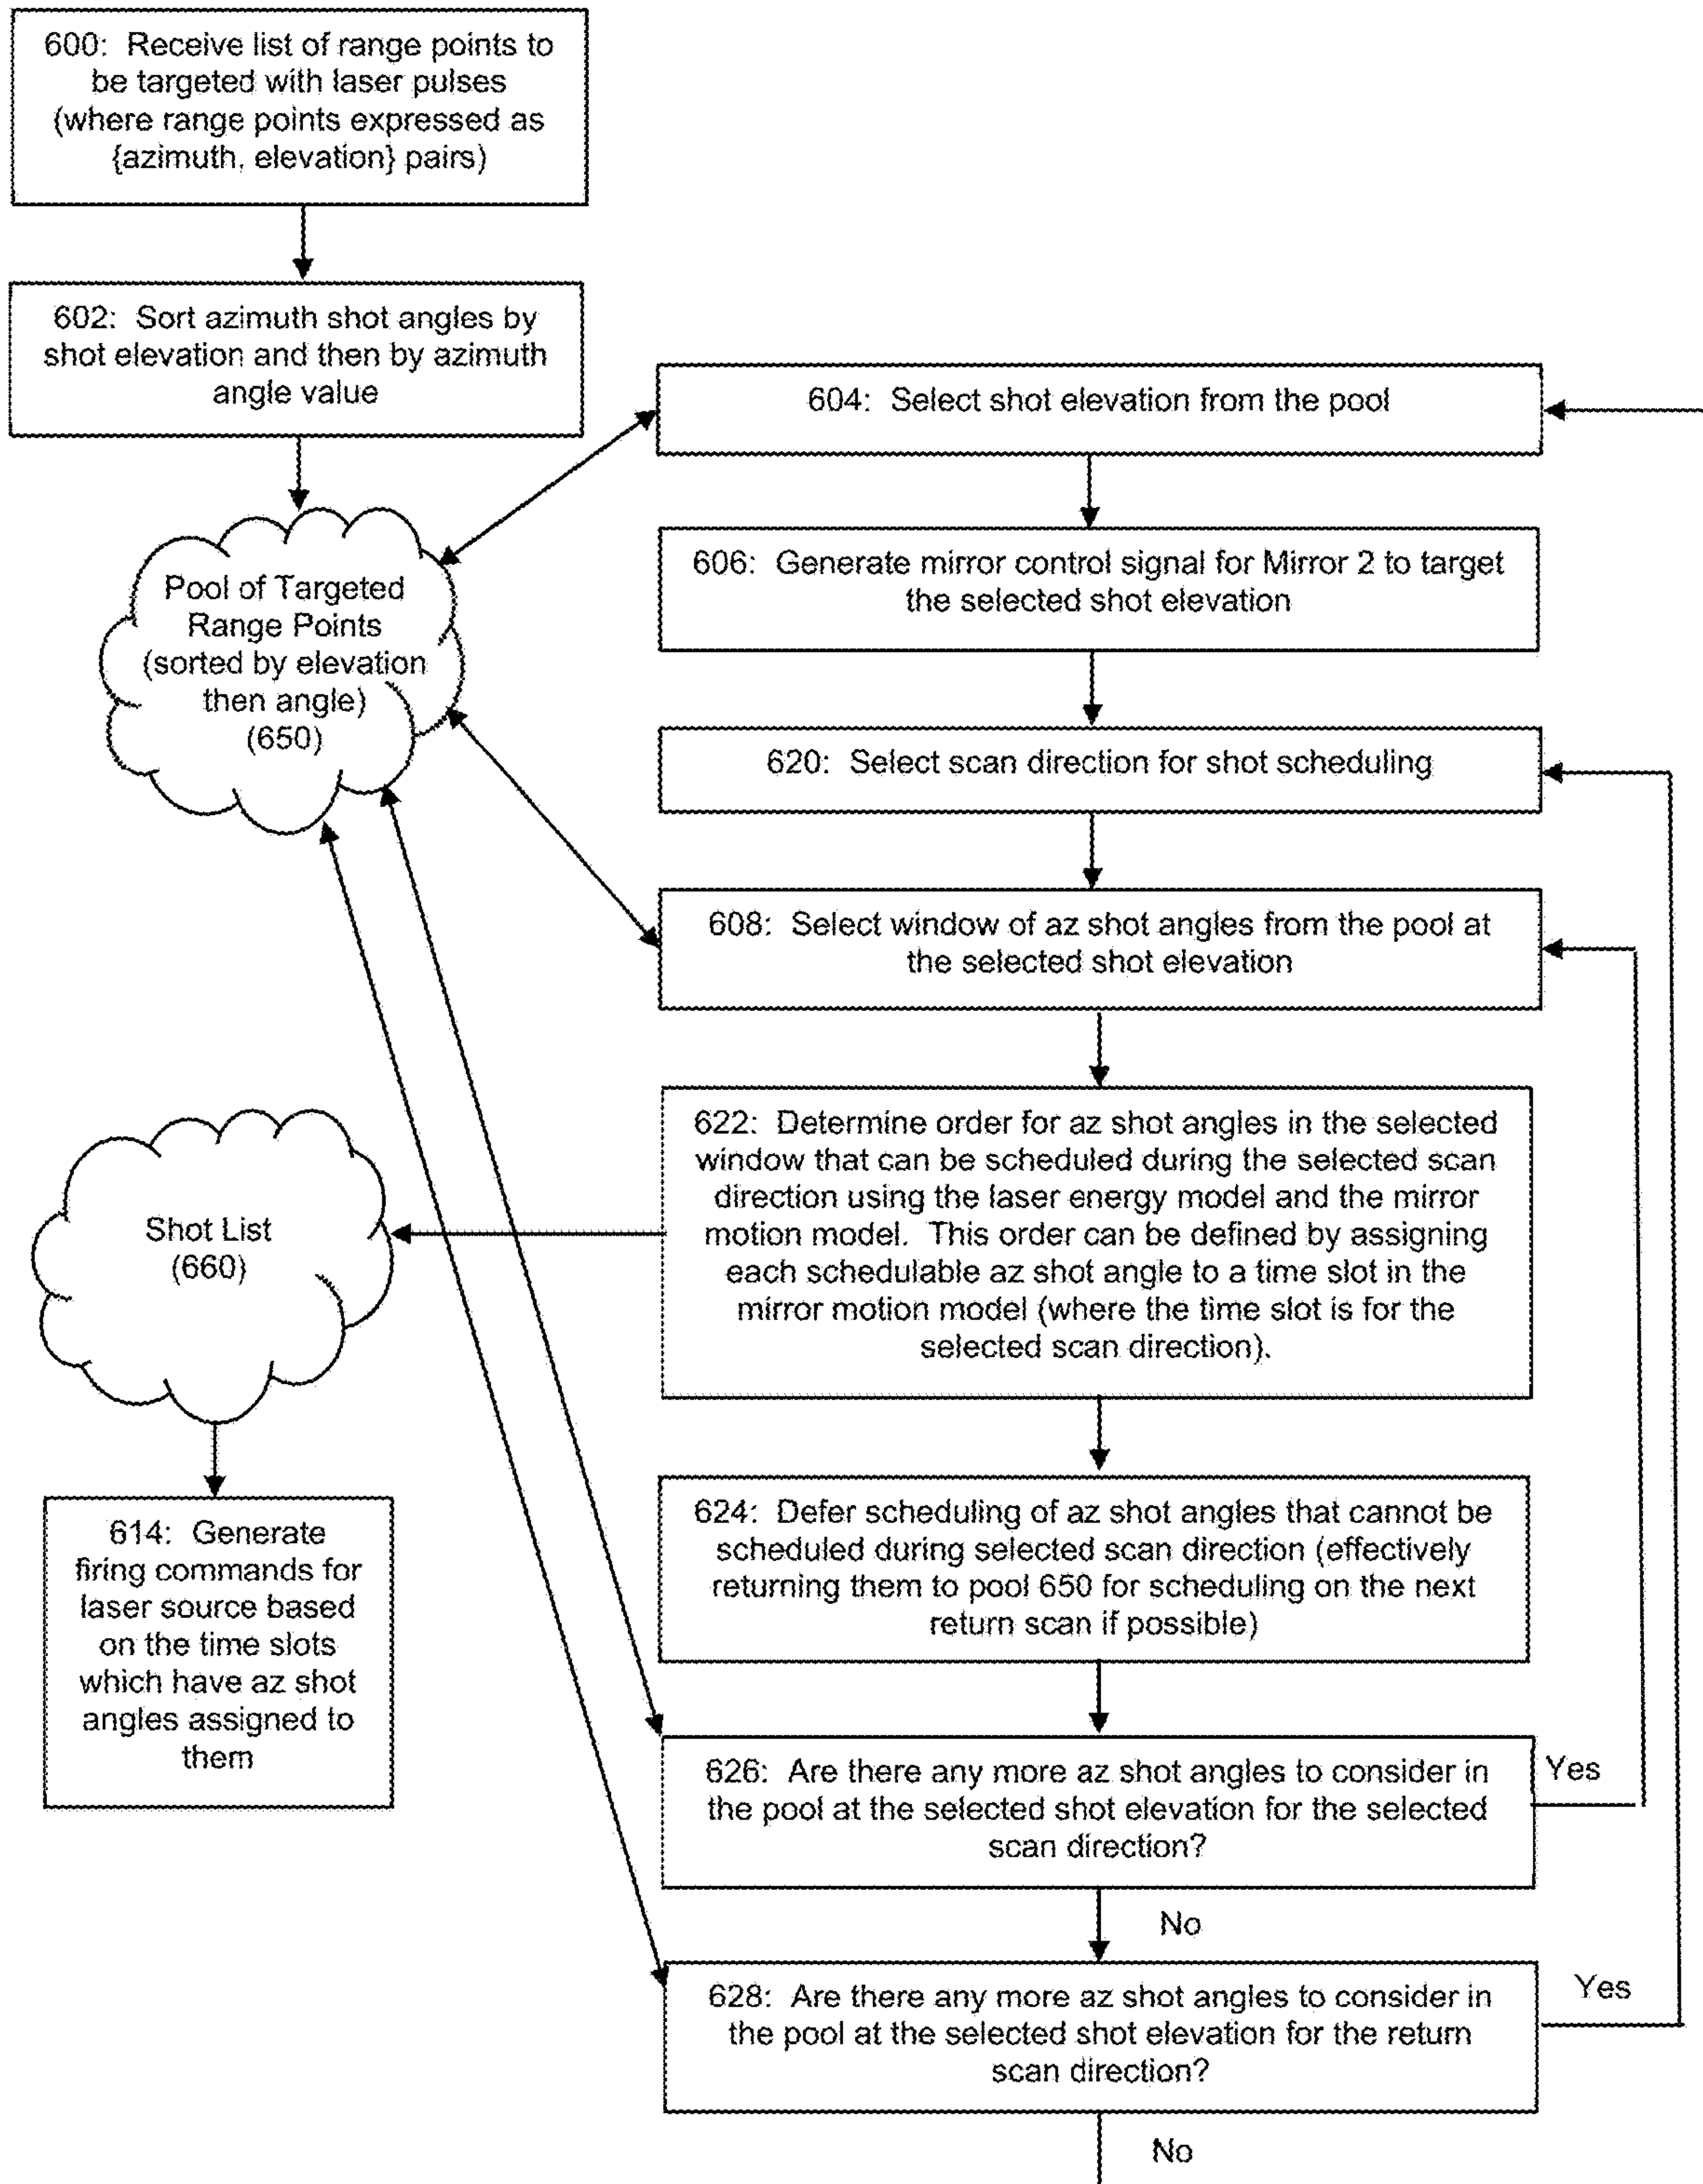 600: Receive list of range points to
be targeted with laser pulses
(where range points expressed as
{azimuth, elevation} pairs)
602: Sort azimuth shot angles by
shot elevation and then by azimuth
angle value
Pool of Targeted
Range Points
(sorted by elevation
then angle)
(650)
604: Select shot elevation from the pool
606: Generate mirror control signal for Mirror 2 to target
the selected shot elevation
620: Select scan direction for shot scheduling
608: Select window of az shot angles from the pool at
the selected shot elevation
622: Determine order for az shot angles in the selected
window that can be scheduled during the selected scan
direction using the laser energy model and the mirror
motion model. This order can be defined by assigning
each schedulable az shot angle to a time slot in the
mirror motion model (where the time slot is for the
selected scan direction).
Shot List
(660)
614: Generate
firing commands for
laser source based
on the time slots
which have az shot
angles assigned to
them
624: Defer scheduling of az shot angles that cannot be
scheduled during selected scan direction (effectively
returning them to pool 650 for scheduling on the next
return scan if possible)
626: Are there any more az shot angles to consider in
the pool at the selected shot elevation for the selected
scan direction?
Yes
No
628: Are there any more az shot angles to consider in
the pool at the selected shot elevation for the return
scan direction?
Yes
No